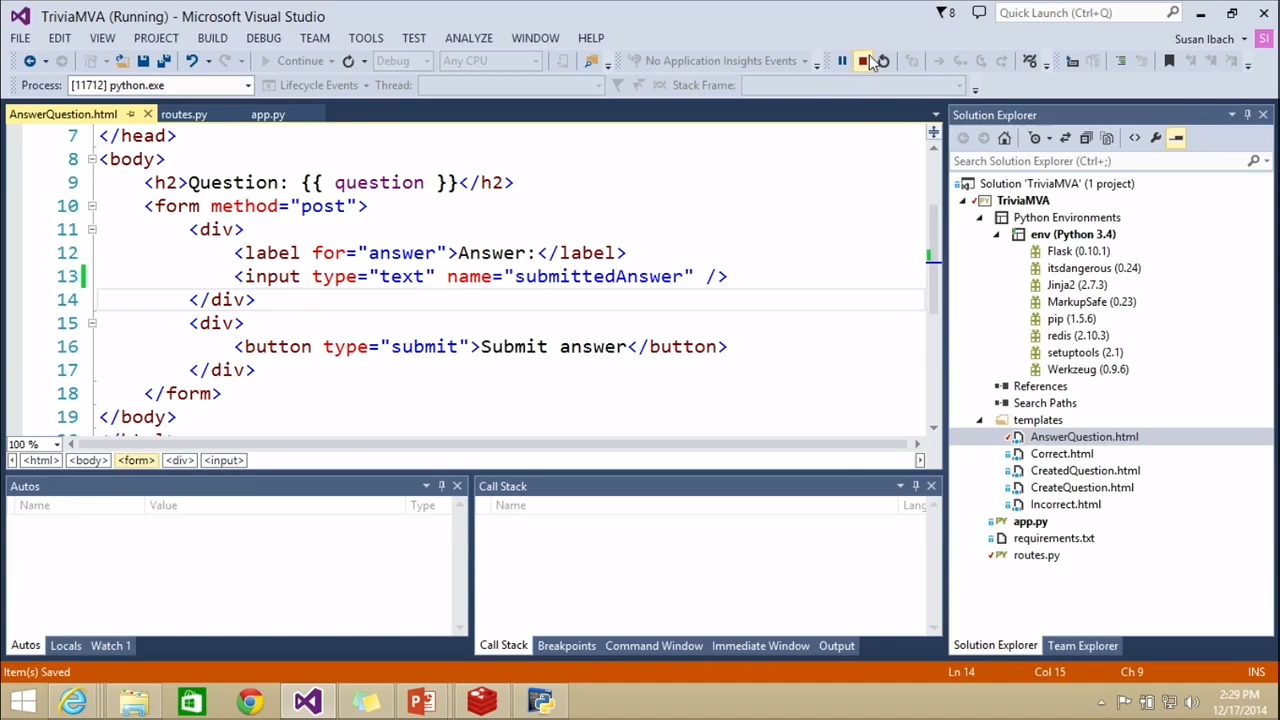 TriviaMVA (Running) - Microsoft Visual Studio
8
Quick Launch (Ctrl+Q)
FILE EDIT VIEW PROJECT BUILD DEBUG TEAM TOOLS TEST ANALYZE WINDOW HELP
Susan Ibach SI
Continue Debug Any CPU No Application Insights Events
Process: [11712] python.exe Lifecycle Events Thread: Stack Frame:
AnswerQuestion.html routes.py app.py
7 </head>
8 <body>
9 <h2>Question: {{ question }}</h2>
10 <form method="post">
11 <div>
12 <label for="answer">Answer:</label>
13 <input type="text" name="submittedAnswer" />
14 </div>
15 <div>
16 <button type="submit">Submit answer</button>
17 </div>
18 </form>
19 </body>
100 %
<html> <body> <form> <div> <input>
Autos
Name Value Type
Autos Locals Watch 1
Call Stack
Name Lang
Call Stack Breakpoints Command Window Immediate Window Output
Solution Explorer
Search Solution Explorer (Ctrl+;)
Solution 'TriviaMVA' (1 project)
TriviaMVA
Python Environments
env (Python 3.4)
Flask (0.10.1)
itsdangerous (0.24)
Jinja2 (2.7.3)
MarkupSafe (0.23)
pip (1.5.6)
redis (2.10.3)
setuptools (2.1)
Werkzeug (0.9.6)
References
Search Paths
templates
AnswerQuestion.html
Correct.html
CreatedQuestion.html
CreateQuestion.html
Incorrect.html
app.py
requirements.txt
routes.py
Solution Explorer Team Explorer
Item(s) Saved Ln 14 Col 15 Ch 9 INS
2:29 PM
12/17/2014